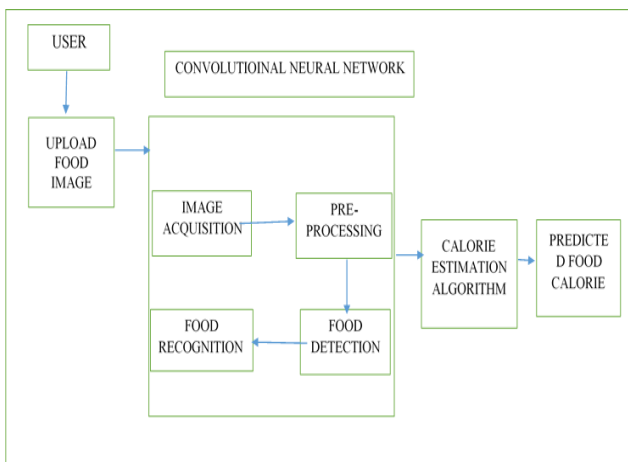 USER
CONVOLUTIOINAL NEURAL NETWORK
UPLOAD
FOOD
IMAGE
IMAGE
ACQUISITION
PRE-
PROCESSING
FOOD
RECOGNITION
FOOD
DETECTION
CALORIE
ESTIMATION
ALGORITHM
PREDICTE
D FOOD
CALORIE